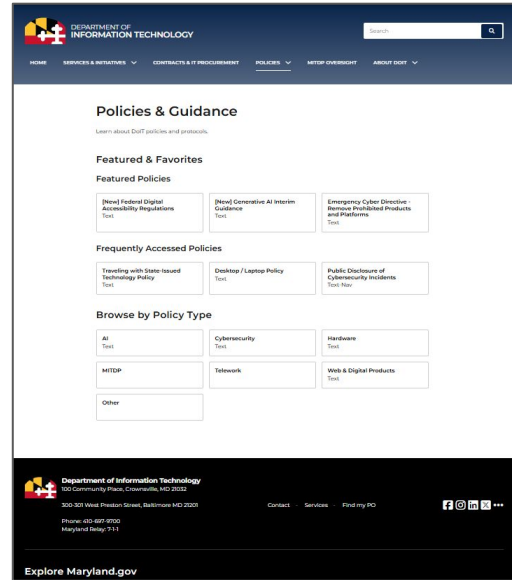 DEPARTMENT OF
INFORMATION TECHNOLOGY
Search
HOME
SERVICES & INITIATIVES
CONTRACTS & IT PROCUREMENT
POLICIES
MITDP OVERSIGHT
ABOUT DOIT
Policies & Guidance
Learn about DoIT policies and protocols.
Featured & Favorites
Featured Policies
[New] Federal Digital
Accessibility Regulations
Text
[New] Generative AI Interim
Guidance
Text
Emergency Cyber Directive -
Remove Prohibited Products
and Platforms
Text
Frequently Accessed Policies
Traveling with State-Issued
Technology Policy
Text
Desktop / Laptop Policy
Text
Public Disclosure of
Cybersecurity Incidents
Text-Nav
Browse by Policy Type
AI
Text
Cybersecurity
Text
Hardware
Text
MITDP
Telework
Web & Digital Products
Text
Other
Department of Information Technology
100 Community Place, Crownsville, MD 21032
300-301 West Preston Street, Baltimore MD 21201
Contact
Services
Find my PO
Phone: 410-697-9700
Maryland Relay: 7-1-1
Explore Maryland.gov